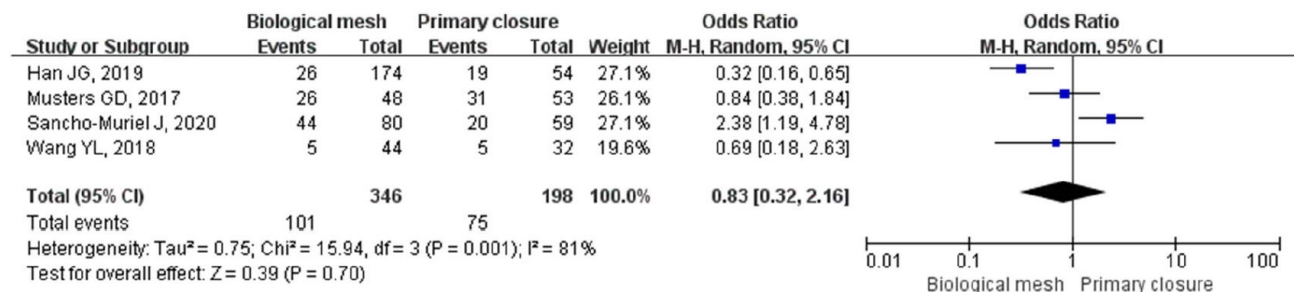 Biological mesh Primary closure Odds Ratio Odds Ratio
Study or Subgroup Events Total Events Total Weight M-H, Random, 95% CI M-H, Random, 95% CI
Han JG, 2019 26 174 19 54 27.1% 0.32 [0.16, 0.65]
Musters GD, 2017 26 48 31 53 26.1% 0.84 [0.38, 1.84]
Sancho-Muriel J, 2020 44 80 20 59 27.1% 2.38 [1.19, 4.78]
Wang YL, 2018 5 44 5 32 19.6% 0.69 [0.18, 2.63]
Total (95% CI) 346 198 100.0% 0.83 [0.32, 2.16]
Total events 101 75
Heterogeneity: Tau² = 0.75; Chi² = 15.94, df = 3 (P = 0.001); I² = 81%
Test for overall effect: Z = 0.39 (P = 0.70)
0.01 0.1 1 10 100
Biological mesh Primary closure